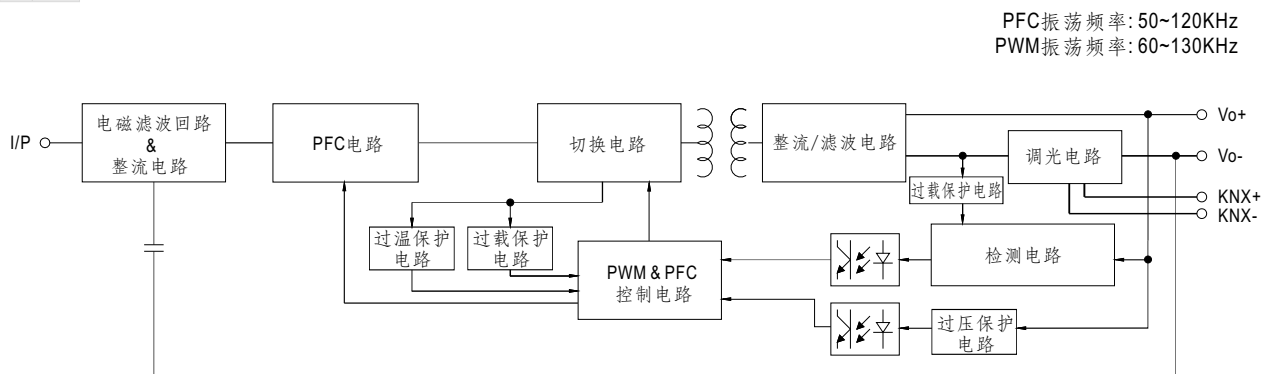 PFC振荡频率: 50~120KHz
PWM振荡频率: 60~130KHz
I/P
电磁滤波回路
&
整流电路
PFC电路
切换电路
整流/滤波电路
调光电路
Vo+
Vo-
KNX+
KNX-
过载保护电路
过温保护
电路
过载保护
电路
PWM & PFC
控制电路
检测电路
过压保护
电路